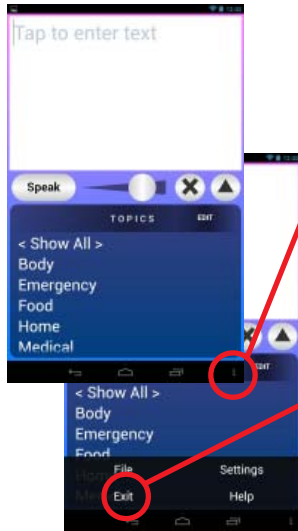 Tap to enter text
Speak
TOPICS EDIT
< Show All >
Body
Emergency
Food
Home
Medical
EDIT
< Show All >
Body
Emergency
Food
File Settings
Exit Help